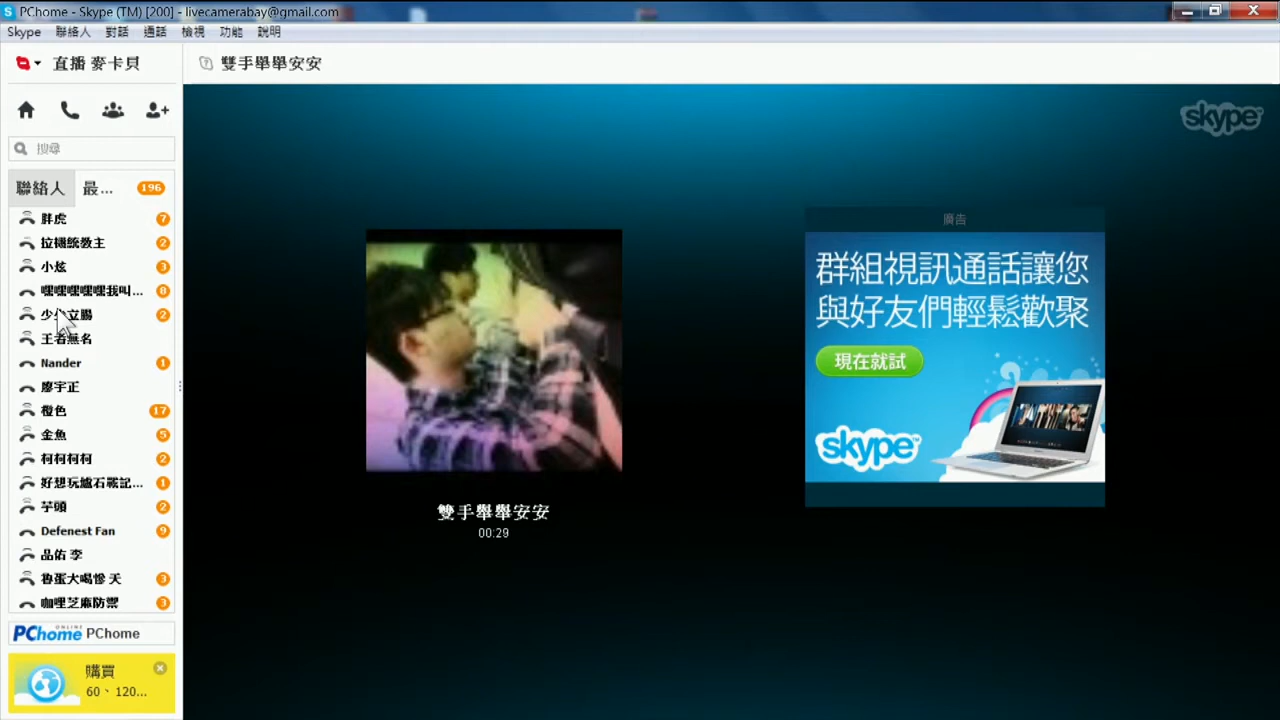 PChome - Skype (TM) [200] - livecamerabay@gmail.com
Skype 聯絡人 對話 通話 檢視 功能 說明
直播 麥卡貝
雙手舉舉安安
搜尋
聯絡人 最... 196
胖虎 7
拉機統教主 2
小炫 3
嘿嘿嘿嘿嘿我叫... 8
少 立勝 2
王者無名
Nander 1
廖宇正
橙色 17
金魚 5
柯柯柯柯 2
好想玩爐石戰記... 1
芋頭 2
Defenest Fan 9
品佑 李
魯蛋大喝慘 天 3
咖哩芝麻防禦 3
PChome ONLINE PChome
購買
60、120...
skype
雙手舉舉安安
00:29
廣告
群組視訊通話讓您
與好友們輕鬆歡聚
現在就試
skype